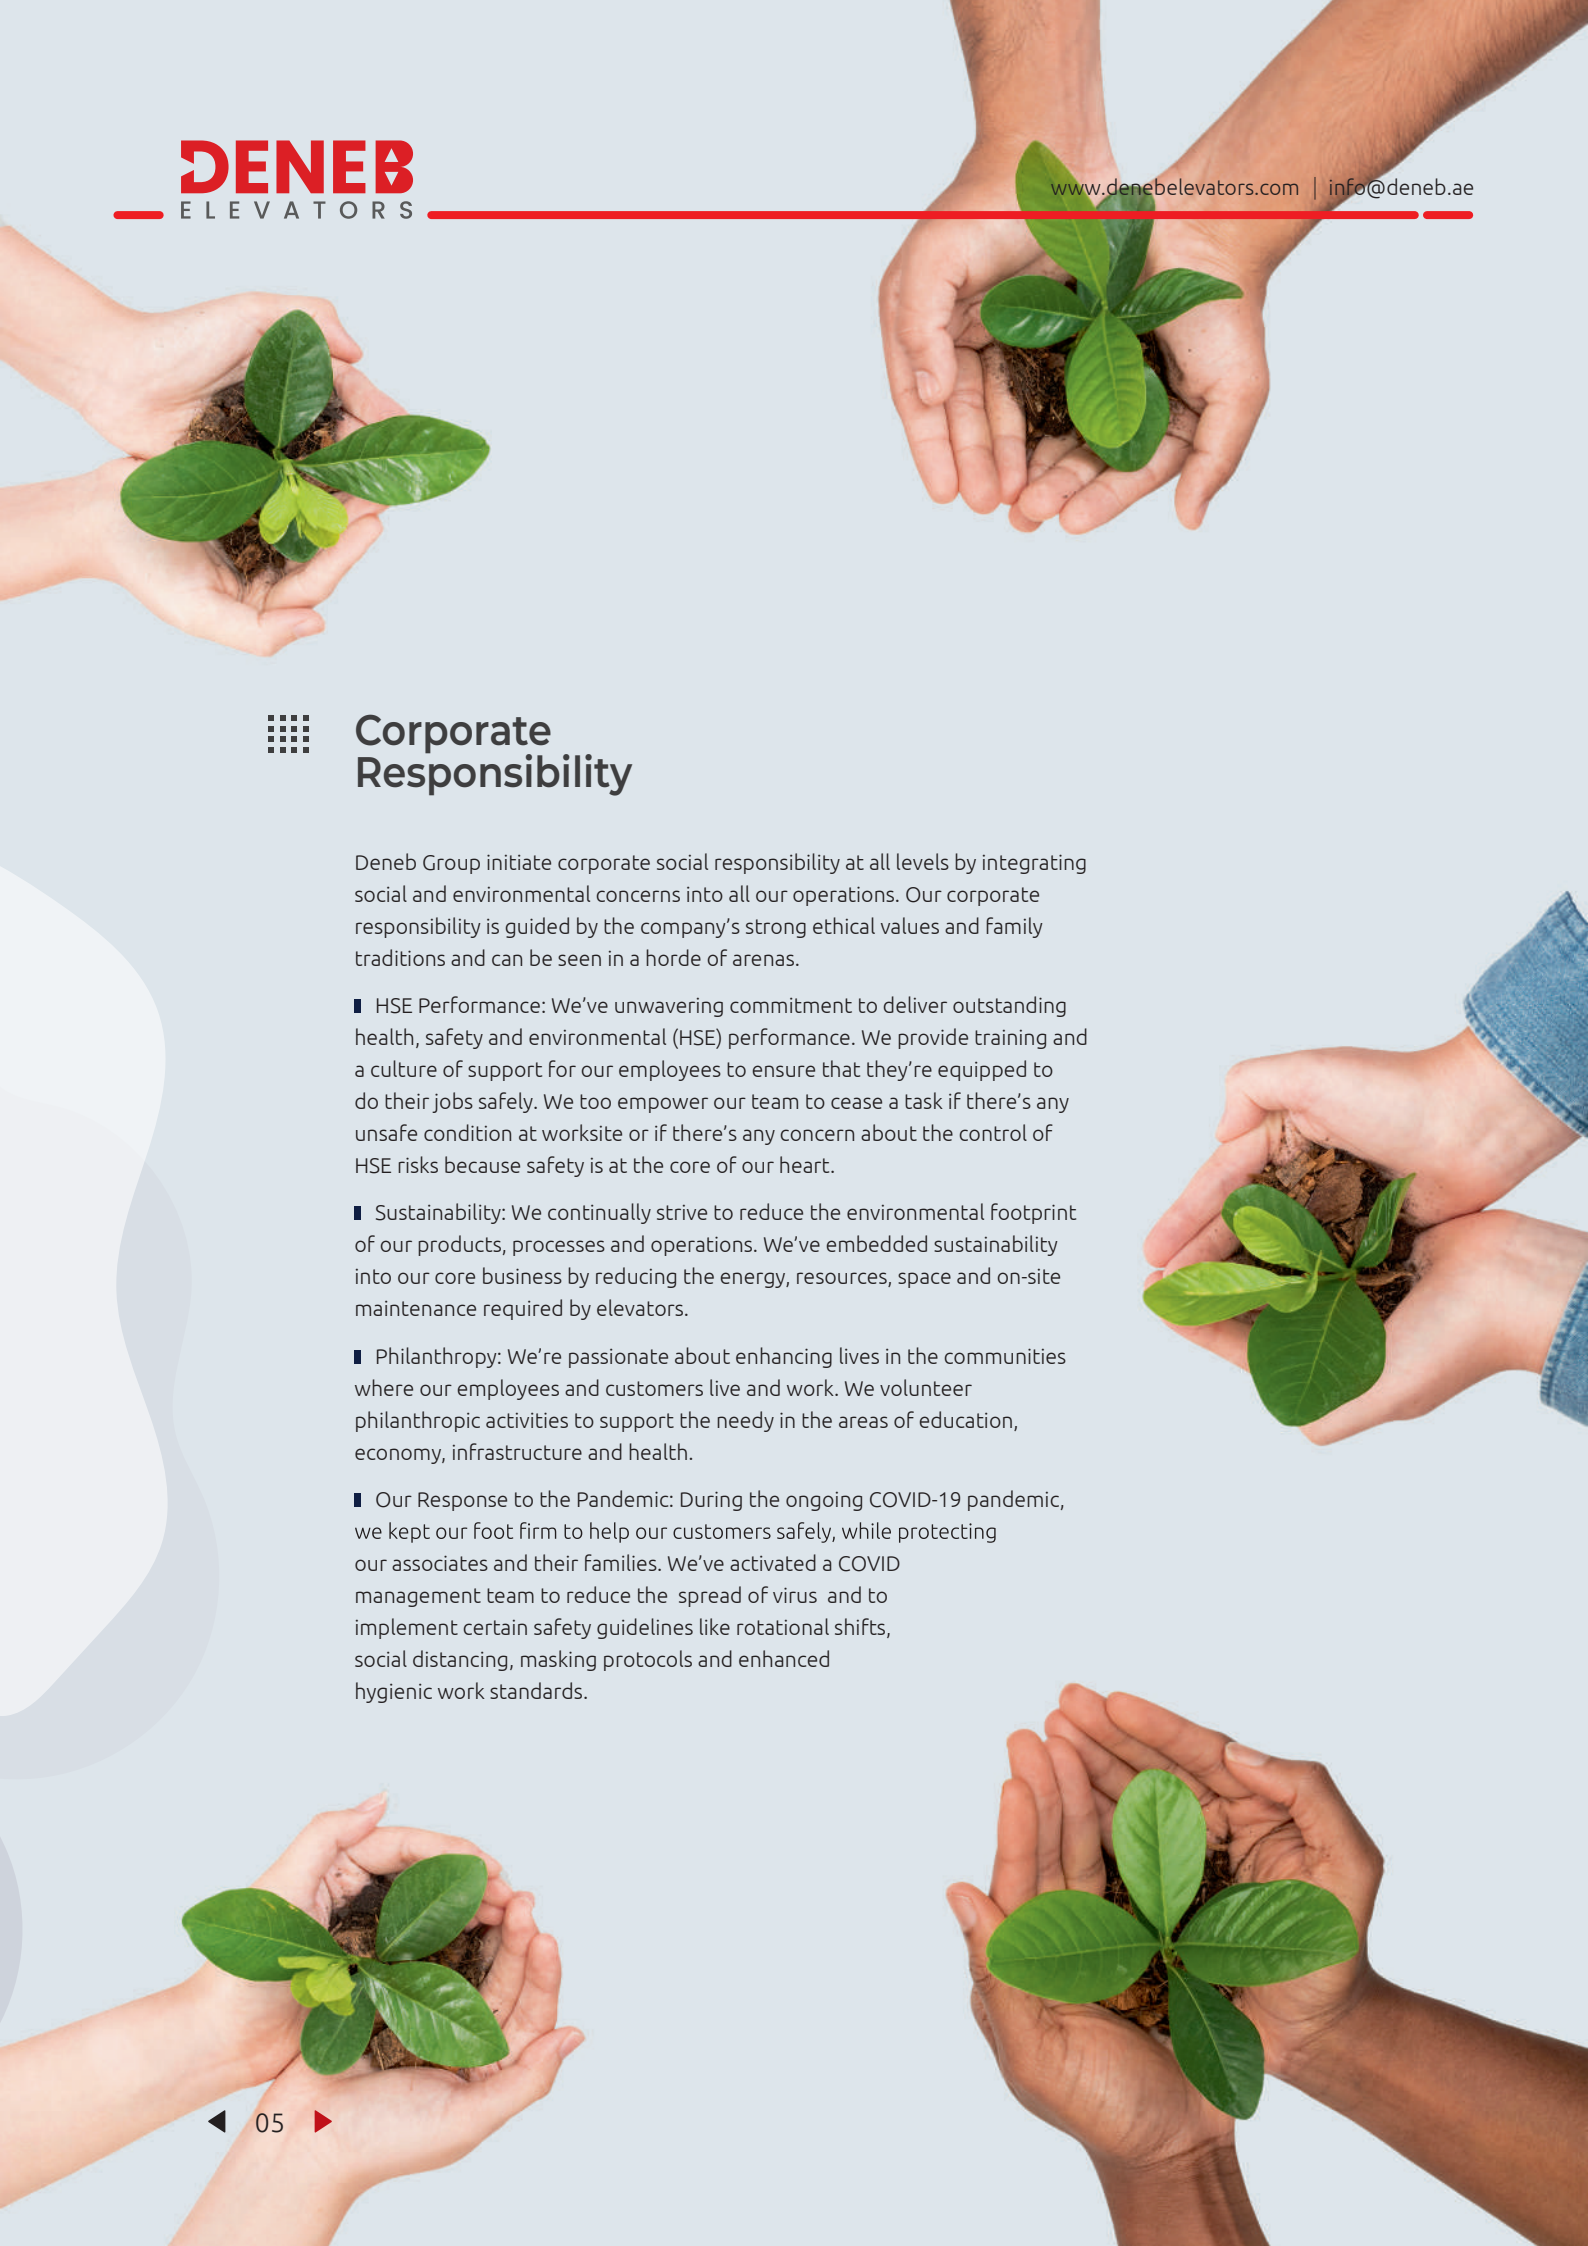 DENEB
ELEVATORS
www.denebelevators.com | info@deneb.ae
Corporate
Responsibility
Deneb Group initiate corporate social responsibility at all levels by integrating
social and environmental concerns into all our operations. Our corporate
responsibility is guided by the company’s strong ethical values and family
traditions and can be seen in a horde of arenas.
HSE Performance: We’ve unwavering commitment to deliver outstanding
health, safety and environmental (HSE) performance. We provide training and
a culture of support for our employees to ensure that they’re equipped to
do their jobs safely. We too empower our team to cease a task if there’s any
unsafe condition at worksite or if there’s any concern about the control of
HSE risks because safety is at the core of our heart.
Sustainability: We continually strive to reduce the environmental footprint
of our products, processes and operations. We’ve embedded sustainability
into our core business by reducing the energy, resources, space and on-site
maintenance required by elevators.
Philanthropy: We’re passionate about enhancing lives in the communities
where our employees and customers live and work. We volunteer
philanthropic activities to support the needy in the areas of education,
economy, infrastructure and health.
Our Response to the Pandemic: During the ongoing COVID-19 pandemic,
we kept our foot firm to help our customers safely, while protecting
our associates and their families. We’ve activated a COVID
management team to reduce the spread of virus and to
implement certain safety guidelines like rotational shifts,
social distancing, masking protocols and enhanced
hygienic work standards.
05